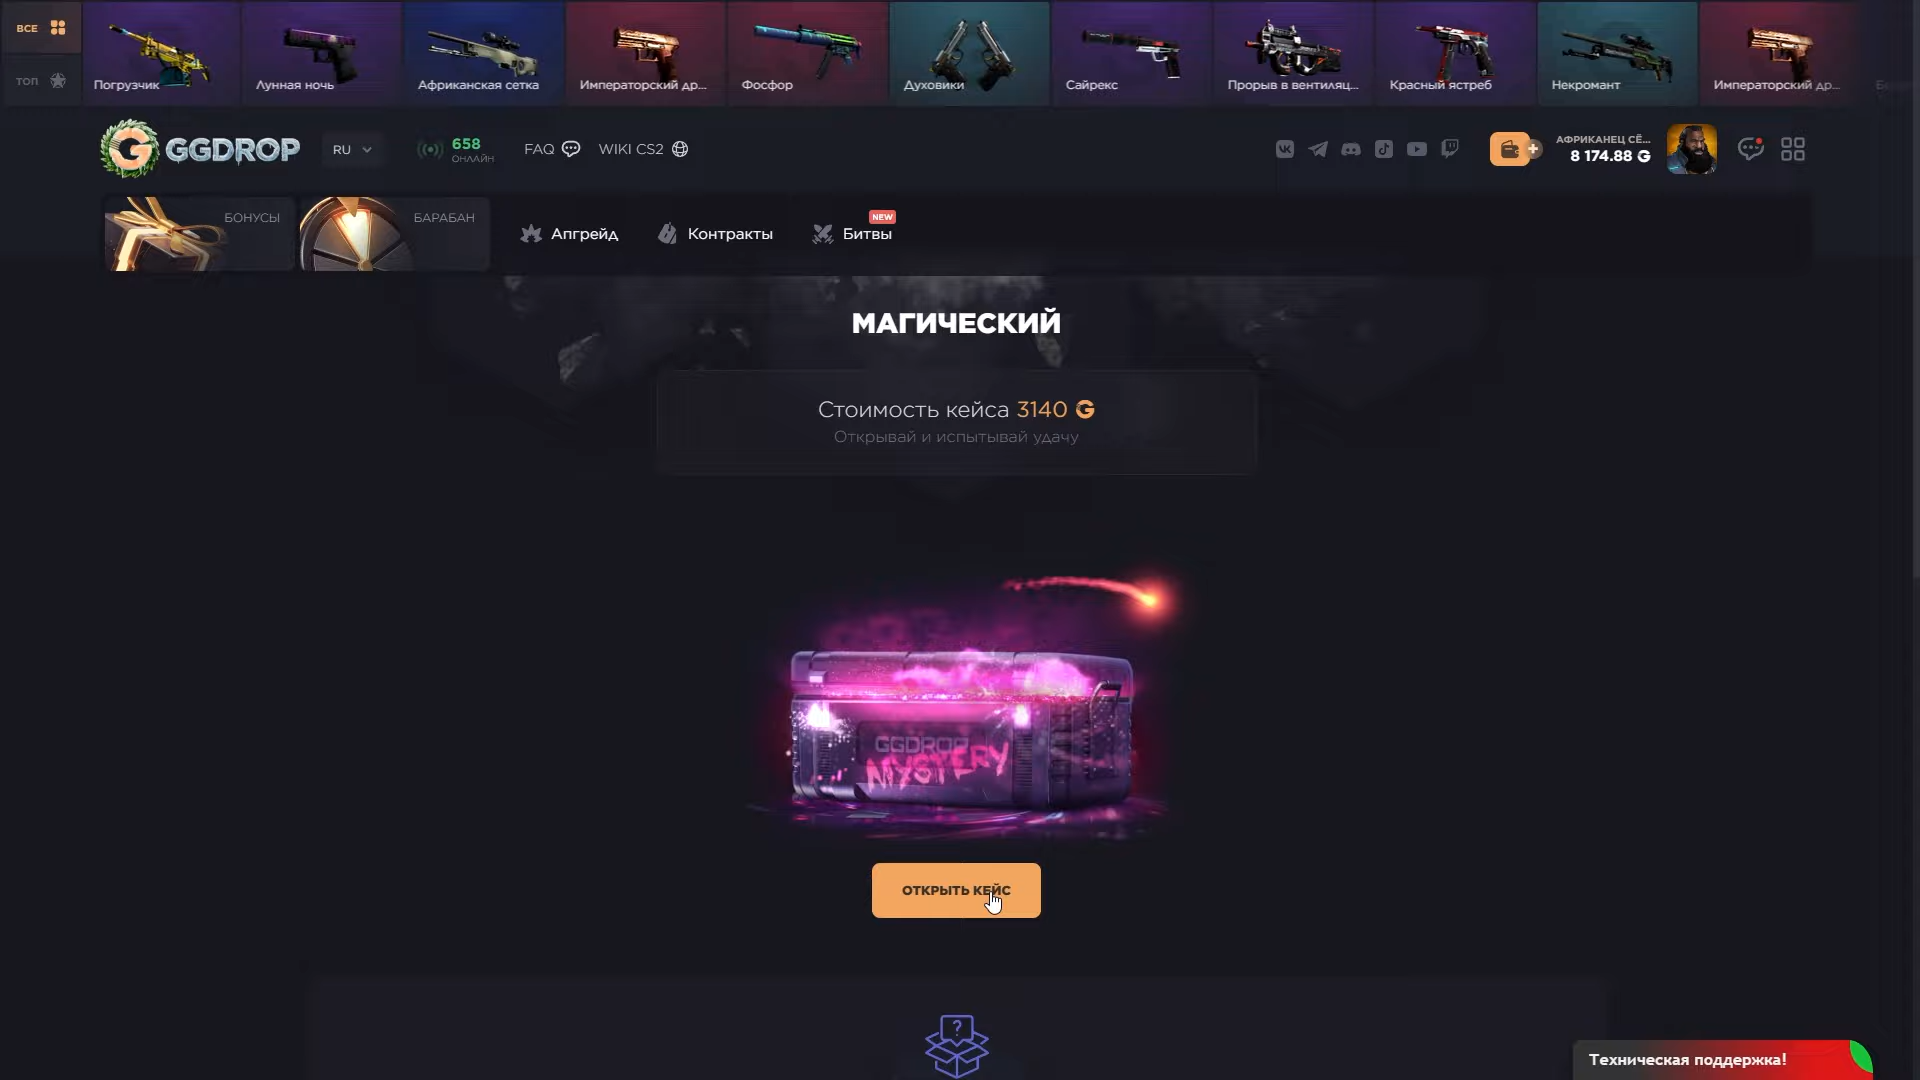 ВСЕ
ТОП
Погрузчик
Лунная ночь
Африканская сетка
Императорский др...
Фосфор
Духовики
Сайрекс
Прорыв в вентиляц...
Красный ястреб
Некромант
Императорский др...
GGDROP
RU
658
ОНЛАЙН
FAQ
WIKI CS2
АФРИКАНЕЦ СЁ...
8 174.88 G
БОНУСЫ
БАРАБАН
Апгрейд
Контракты
NEW
Битвы
МАГИЧЕСКИЙ
Стоимость кейса 3140 G
Открывай и испытывай удачу
GGDROP
MYSTERY
ОТКРЫТЬ КЕЙС
?
Техническая поддержка!